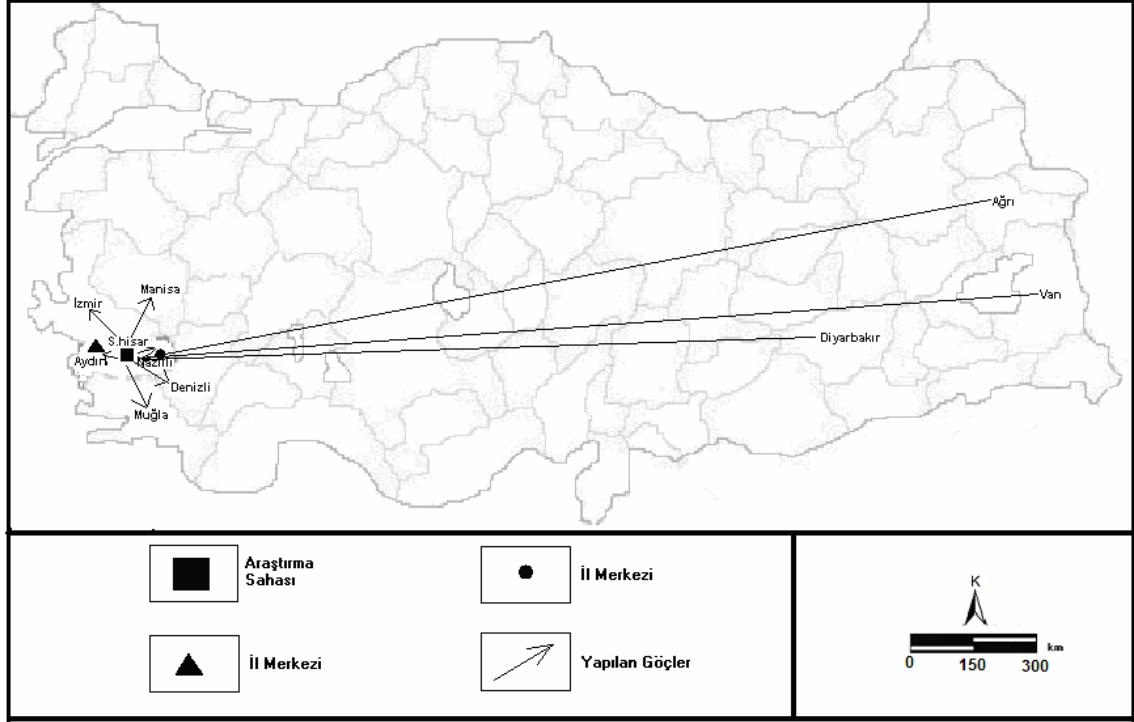 Ağrı
Van
Manisa
İzmir
Diyarbakır
S.hisar
Aydın
Nazilli
Denizli
Muğla
Araştırma
Sahası
İl Merkezi
İl Merkezi
Yapılan Göçler
K
km
0 150 300